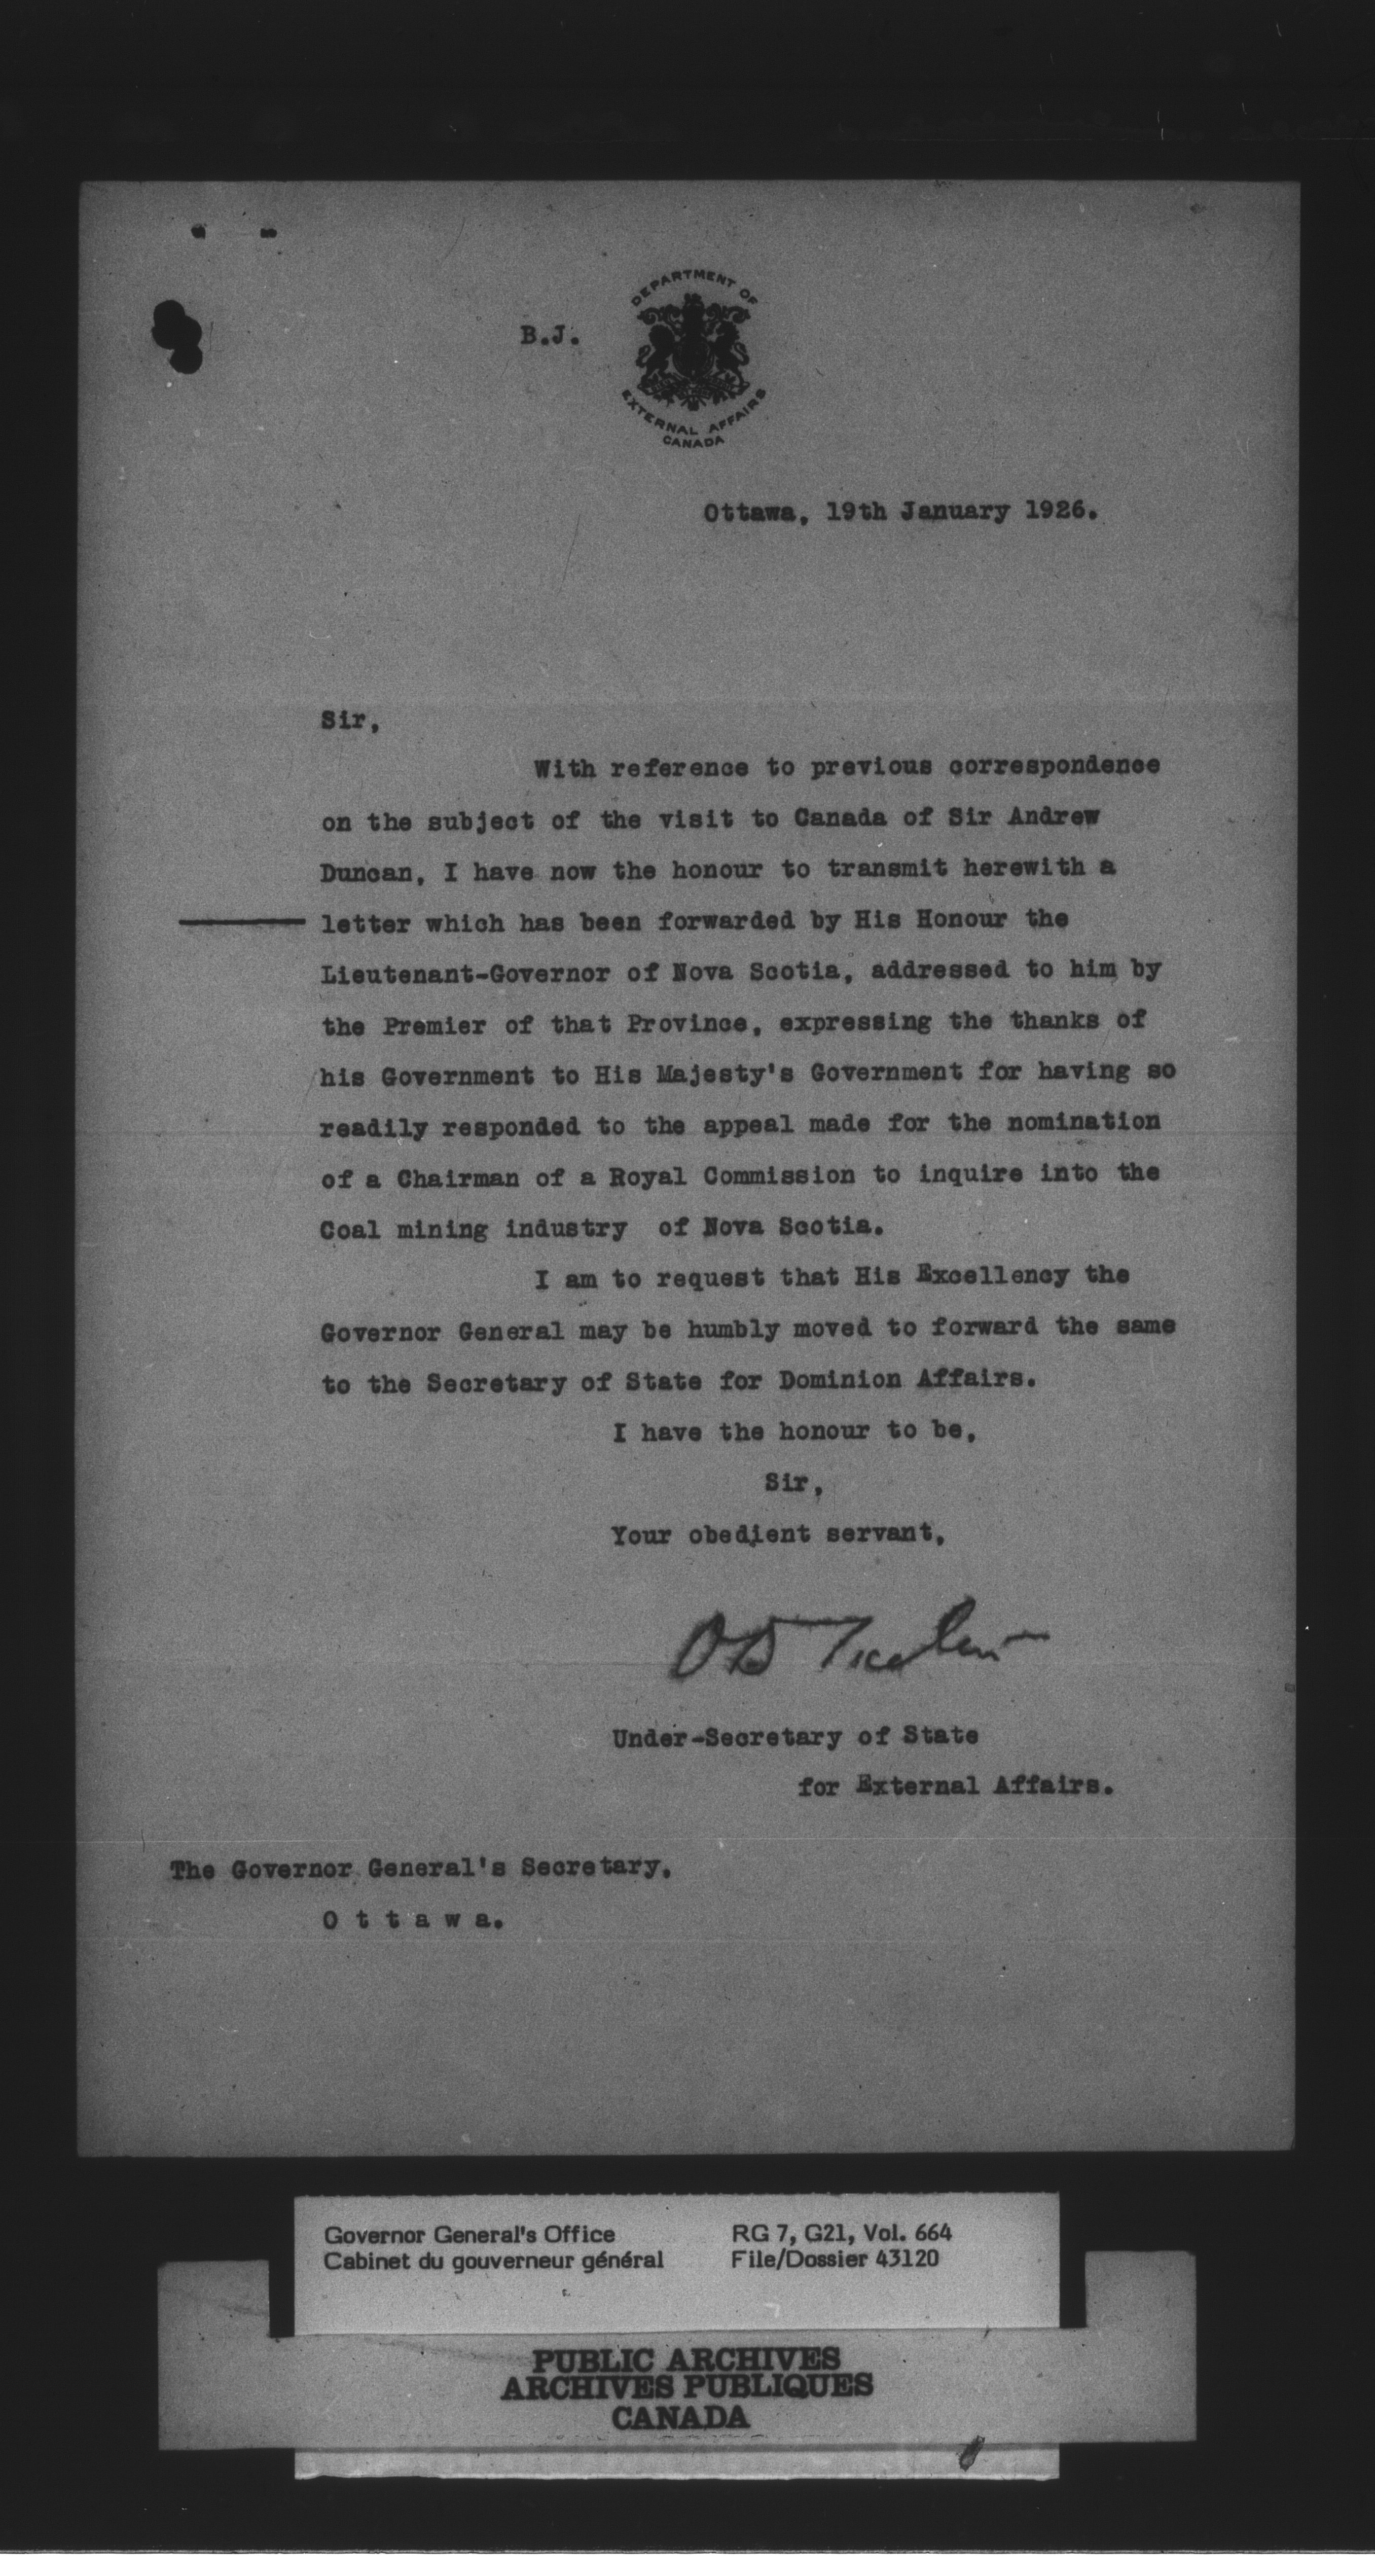 B.J.
DEPARTMENT OF
EXTERNAL AFFAIRS
CANADA
Ottawa, 19th January 1926.
Sir,
With reference to previous correspondence
on the subject of the visit to Canada of Sir Andrew
Duncan, I have now the honour to transmit herewith a
letter which has been forwarded by His Honour the
Lieutenant-Governor of Nova Scotia, addressed to him by
the Premier of that Province, expressing the thanks of
his Government to His Majesty's Government for having so
readily responded to the appeal made for the nomination
of a Chairman of a Royal Commission to inquire into the
Coal mining industry of Nova Scotia.
I am to request that His Excellency the
Governor General may be humbly moved to forward the same
to the Secretary of State for Dominion Affairs.
I have the honour to be,
Sir,
Your obedient servant,
Under-Secretary of State
for External Affairs.
The Governor General's Secretary,
O t t a w a.
Governor General's Office RG 7, G21, Vol. 664
Cabinet du gouverneur général File/Dossier 43120
PUBLIC ARCHIVES
ARCHIVES PUBLIQUES
CANADA